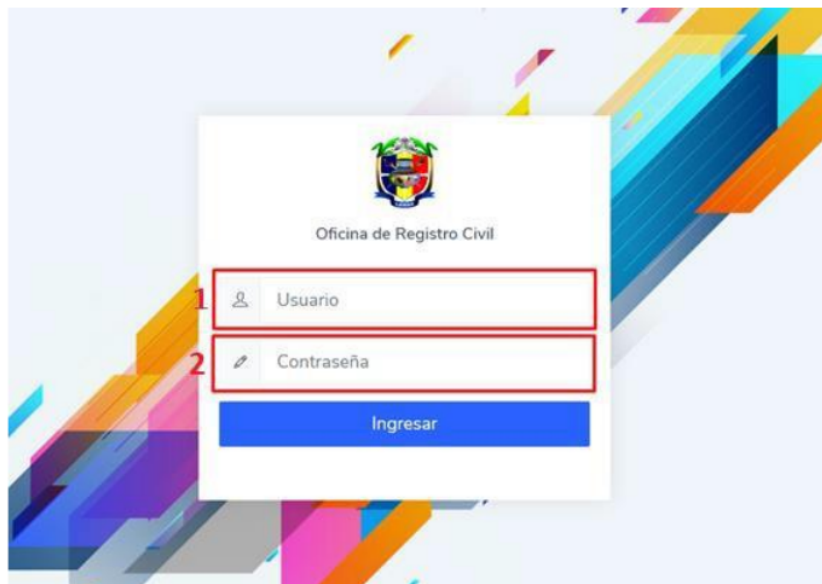 Oficina de Registro Civil
1
Usuario
2
Contraseña
Ingresar